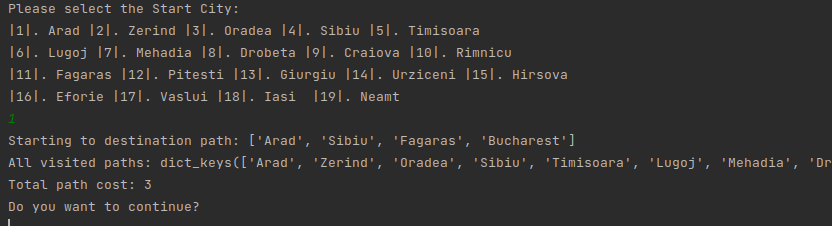 Please select the Start City:
|1|. Arad |2|. Zerind |3|. Oradea |4|. Sibiu |5|. Timisoara
|6|. Lugoj |7|. Mehadia |8|. Drobeta |9|. Craiova |10|. Rimnicu
|11|. Fagaras |12|. Pitesti |13|. Giurgiu |14|. Urziceni |15|. Hirsova
|16|. Eforie |17|. Vaslui |18|. Iasi  |19|. Neamt
1
Starting to destination path: ['Arad', 'Sibiu', 'Fagaras', 'Bucharest']
All visited paths: dict_keys(['Arad', 'Zerind', 'Oradea', 'Sibiu', 'Timisoara', 'Lugoj', 'Mehadia', 'Dr
Total path cost: 3
Do you want to continue?